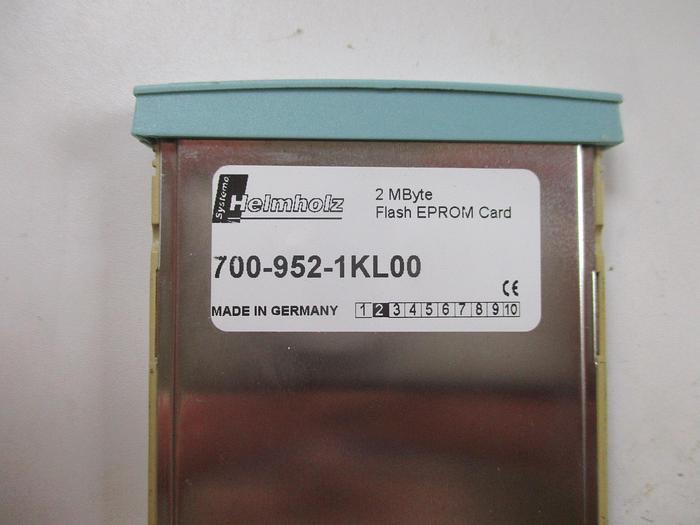 Systeme Helmholz
2 MByte
Flash EPROM Card
700-952-1KL00
CE
MADE IN GERMANY 1 2 3 4 5 6 7 8 9 10